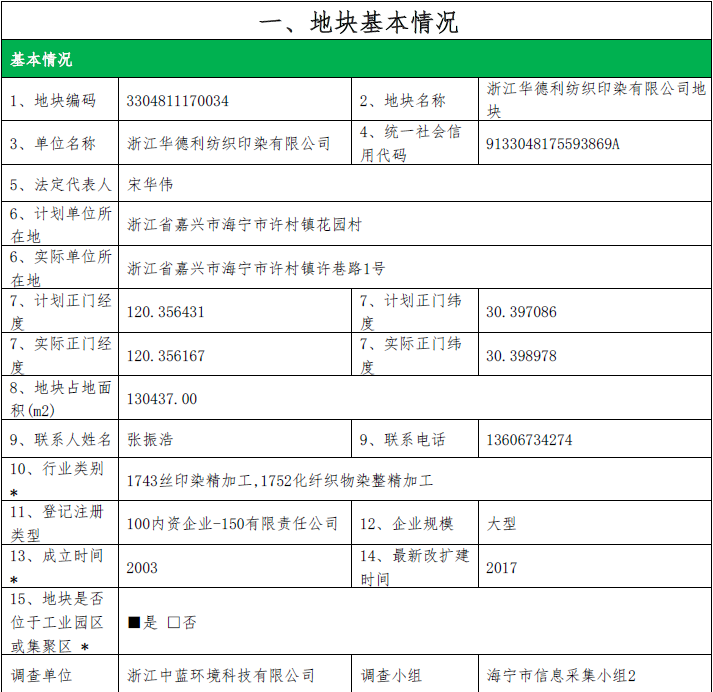 一、地块基本情况
基本情况
1、地块编码 3304811170034 2、地块名称 浙江华德利纺织印染有限公司地
块
3、单位名称 浙江华德利纺织印染有限公司 4、统一社会信
用代码 9133048175593869A
5、法定代表人 宋华伟
6、计划单位所
在地 浙江省嘉兴市海宁市许村镇花园村
6、实际单位所
在地 浙江省嘉兴市海宁市许村镇许巷路1号
7、计划正门经
度 120.356431 7、计划正门纬
度 30.397086
7、实际正门经
度 120.356167 7、实际正门纬
度 30.398978
8、地块占地面
积(m2) 130437.00
9、联系人姓名 张振浩 9、联系电话 13606734274
10、行业类别
* 1743丝印染精加工,1752化纤织物染整精加工
11、登记注册
类型 100内资企业-150有限责任公司 12、企业规模 大型
13、成立时间
* 2003 14、最新改扩建
时间 2017
15、地块是否
位于工业园区
或集聚区 * ■是 □否
调查单位 浙江中蓝环境科技有限公司 调查小组 海宁市信息采集小组2